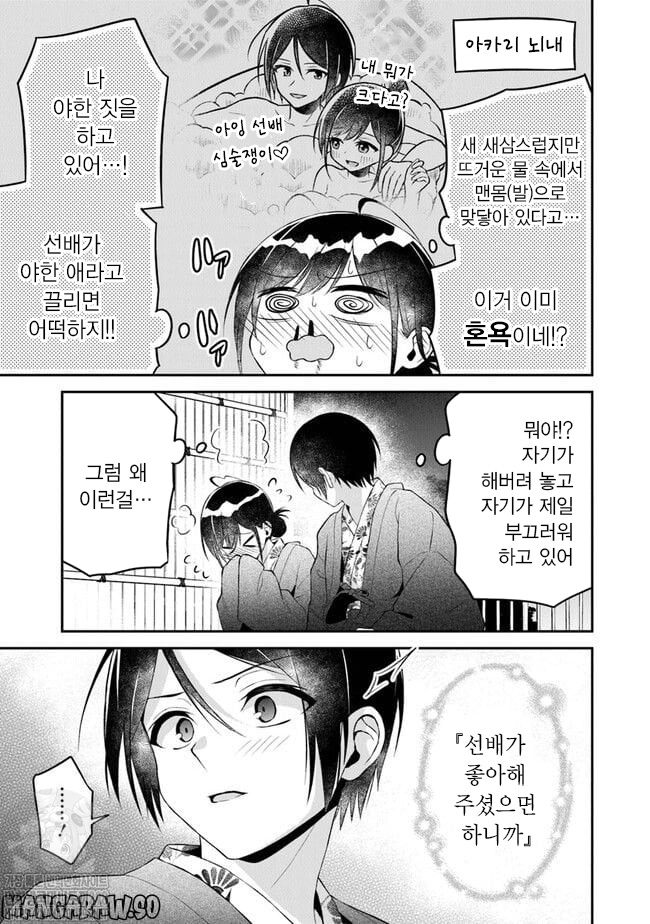 아카리 뇌내
내 뭐가
크다고?
아잉 선배
심술쟁이♡
새 새삼스럽지만
뜨거운 물 속에서
맨몸(발)으로
맞닿아 있다고…
이거 이미
혼욕이네!?
나
야한 짓을
하고
있어…!
선배가
야한 애라고
끌리면
어떡하지!!
뭐야!?
자기가
해버려 놓고
자기가 제일
부끄러워
하고 있어
그럼 왜
이런걸…
『선배가
좋아해
주셨으면
하니까』
……!
MANGARAW.SO